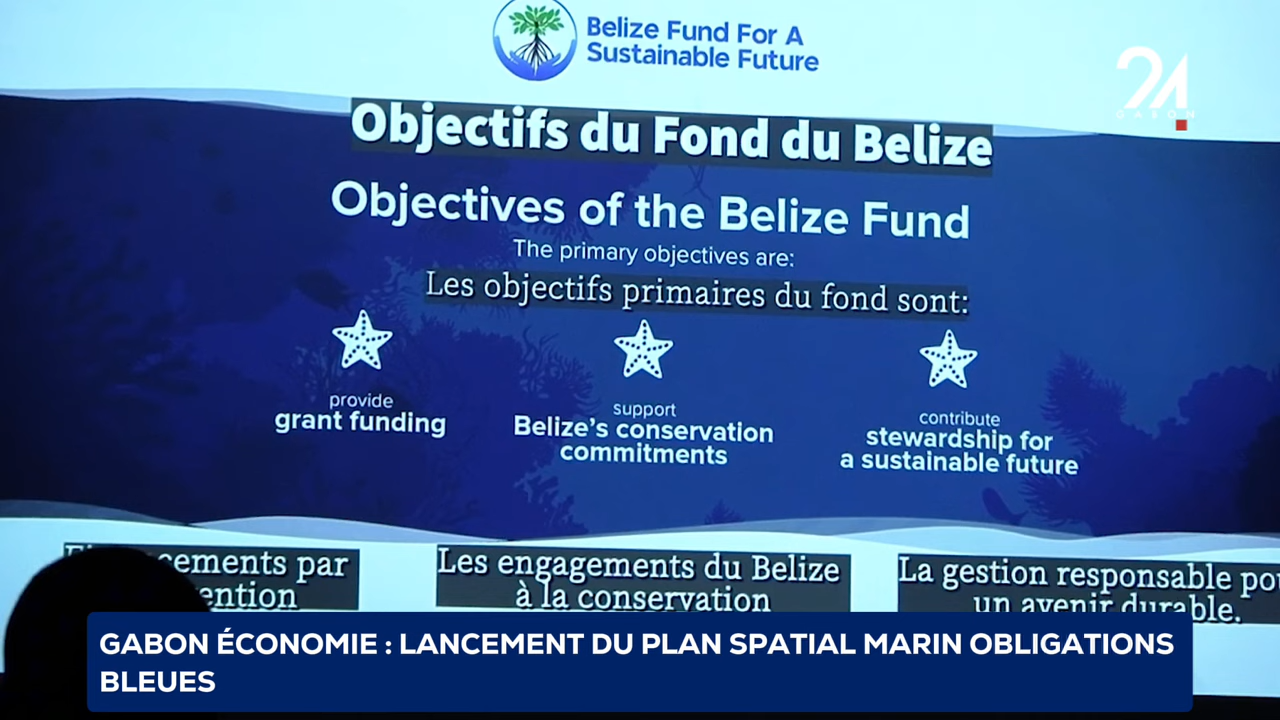 Belize Fund For A
Sustainable Future
24
GABON
Objectifs du Fond du Belize
Objectives of the Belize Fund
The primary objectives are:
Les objectifs primaires du fond sont:
provide
grant funding
support
Belize's conservation
commitments
contribute
stewardship for
a sustainable future
par
Les engagements du Belize
à la conservation
La gestion responsable
un avenir durable.
GABON ÉCONOMIE : LANCEMENT DU PLAN SPATIAL MARIN OBLIGATIONS
BLEUES